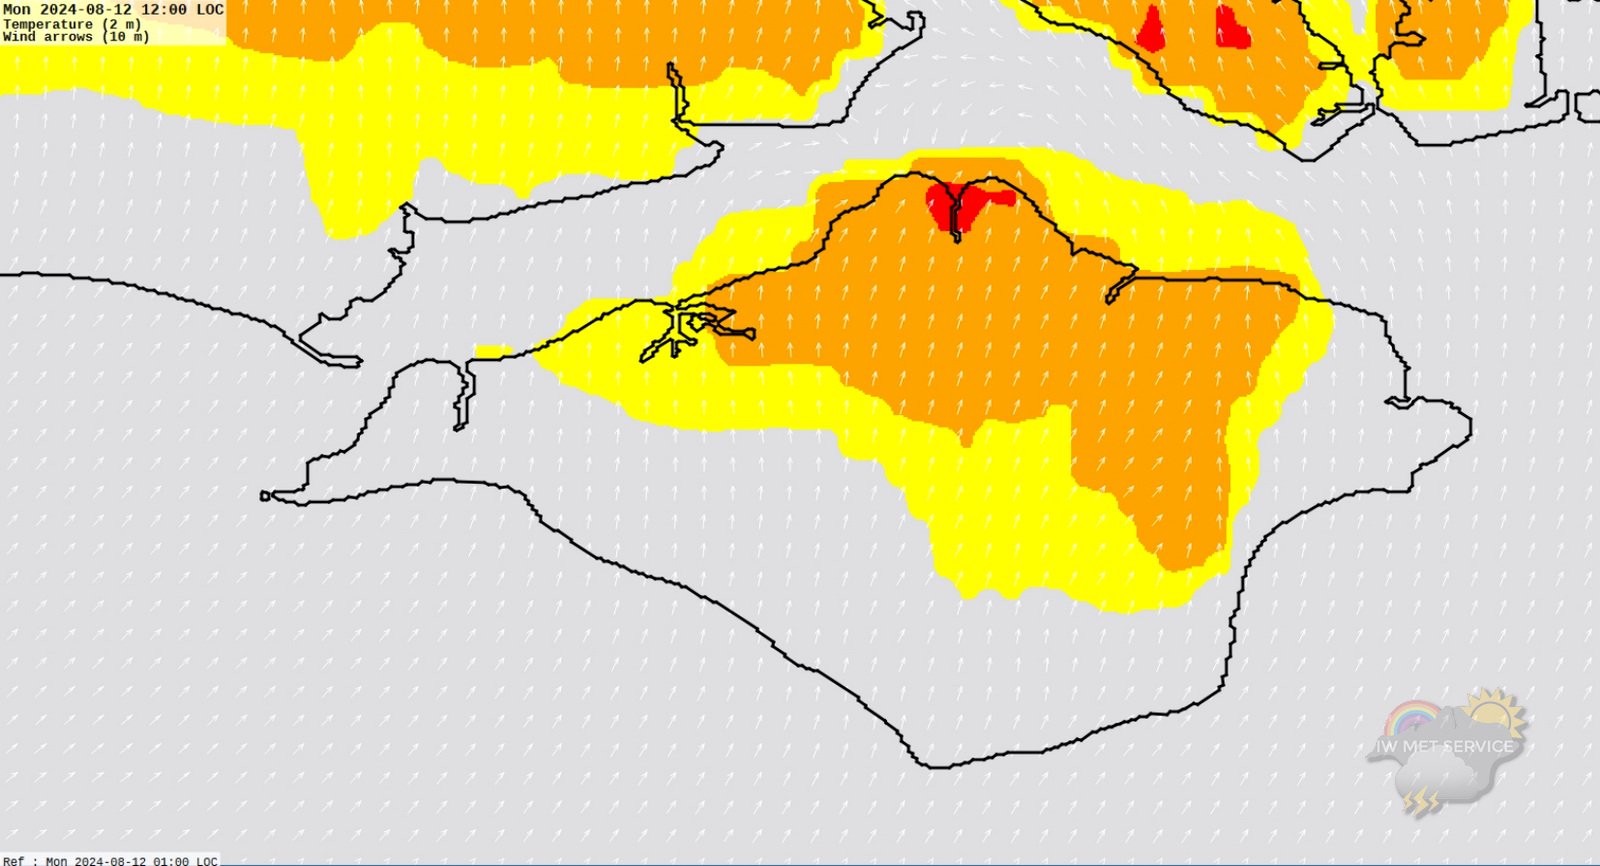 Mon 2024-08-12 12:00 LOC
Temperature (2 m)
Wind arrows (10 m)
IW MET SERVICE
Ref : Mon 2024-08-12 01:00 LOC